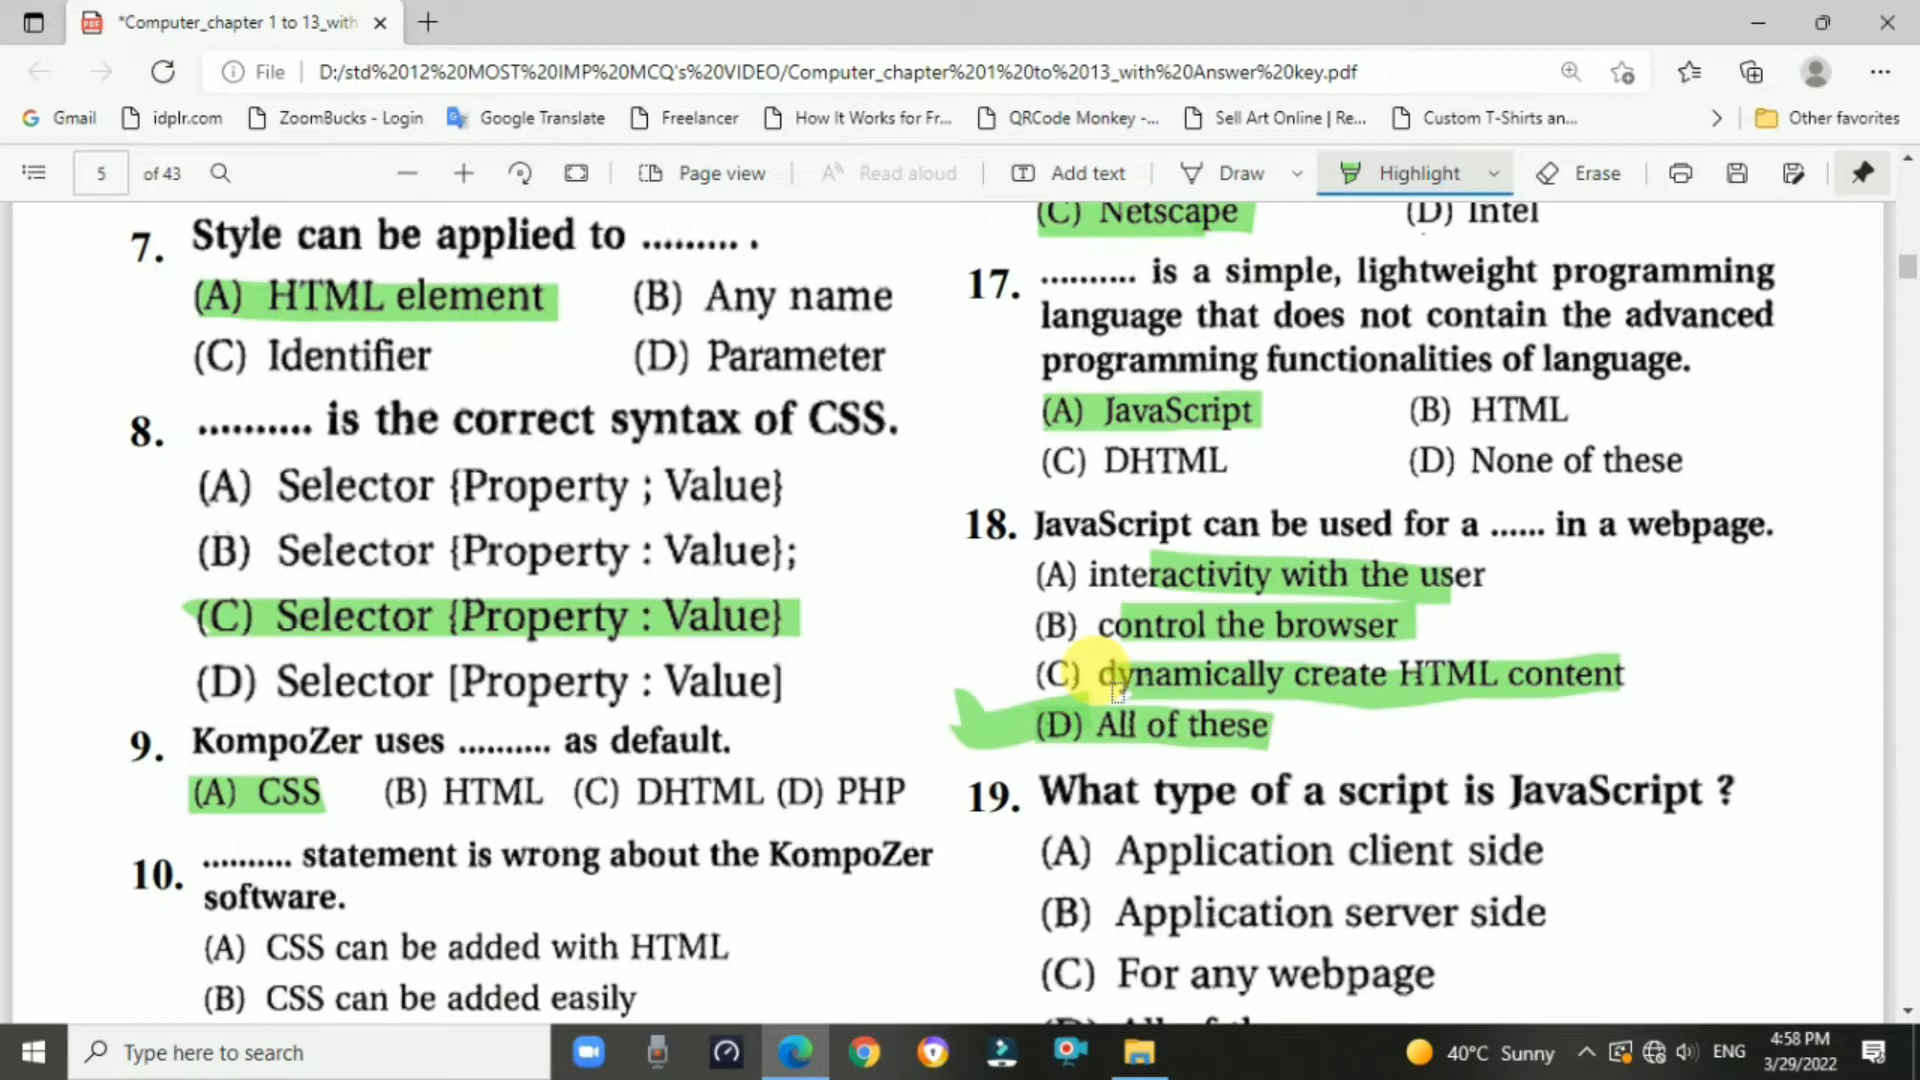 *Computer_chapter 1 to 13_with
File
D:/std%2012%20MOST%20IMP%20MCQ's%20VIDEO/Computer_chapter%201%20to%2013_with%20Answer%20key.pdf
Gmail
idplr.com
ZoomBucks - Login
Google Translate
Freelancer
How It Works for Fr...
QRCode Monkey -...
Sell Art Online | Re...
Custom T-Shirts an...
Other favorites
5 of 43
Page view
Read aloud
Add text
Draw
Highlight
Erase
7. Style can be applied to ......... .
(A) HTML element (B) Any name
(C) Identifier (D) Parameter
8. .......... is the correct syntax of CSS.
(A) Selector {Property ; Value}
(B) Selector {Property : Value};
(C) Selector {Property : Value}
(D) Selector [Property : Value]
9. KompoZer uses .......... as default.
(A) CSS (B) HTML (C) DHTML (D) PHP
10. .......... statement is wrong about the KompoZer
software.
(A) CSS can be added with HTML
(B) CSS can be added easily
(C) Netscape (D) Intel
17. .......... is a simple, lightweight programming
language that does not contain the advanced
programming functionalities of language.
(A) JavaScript (B) HTML
(C) DHTML (D) None of these
18. JavaScript can be used for a ...... in a webpage.
(A) interactivity with the user
(B) control the browser
(C) dynamically create HTML content
(D) All of these
19. What type of a script is JavaScript ?
(A) Application client side
(B) Application server side
(C) For any webpage
Type here to search
40°C Sunny
ENG
4:58 PM
3/29/2022